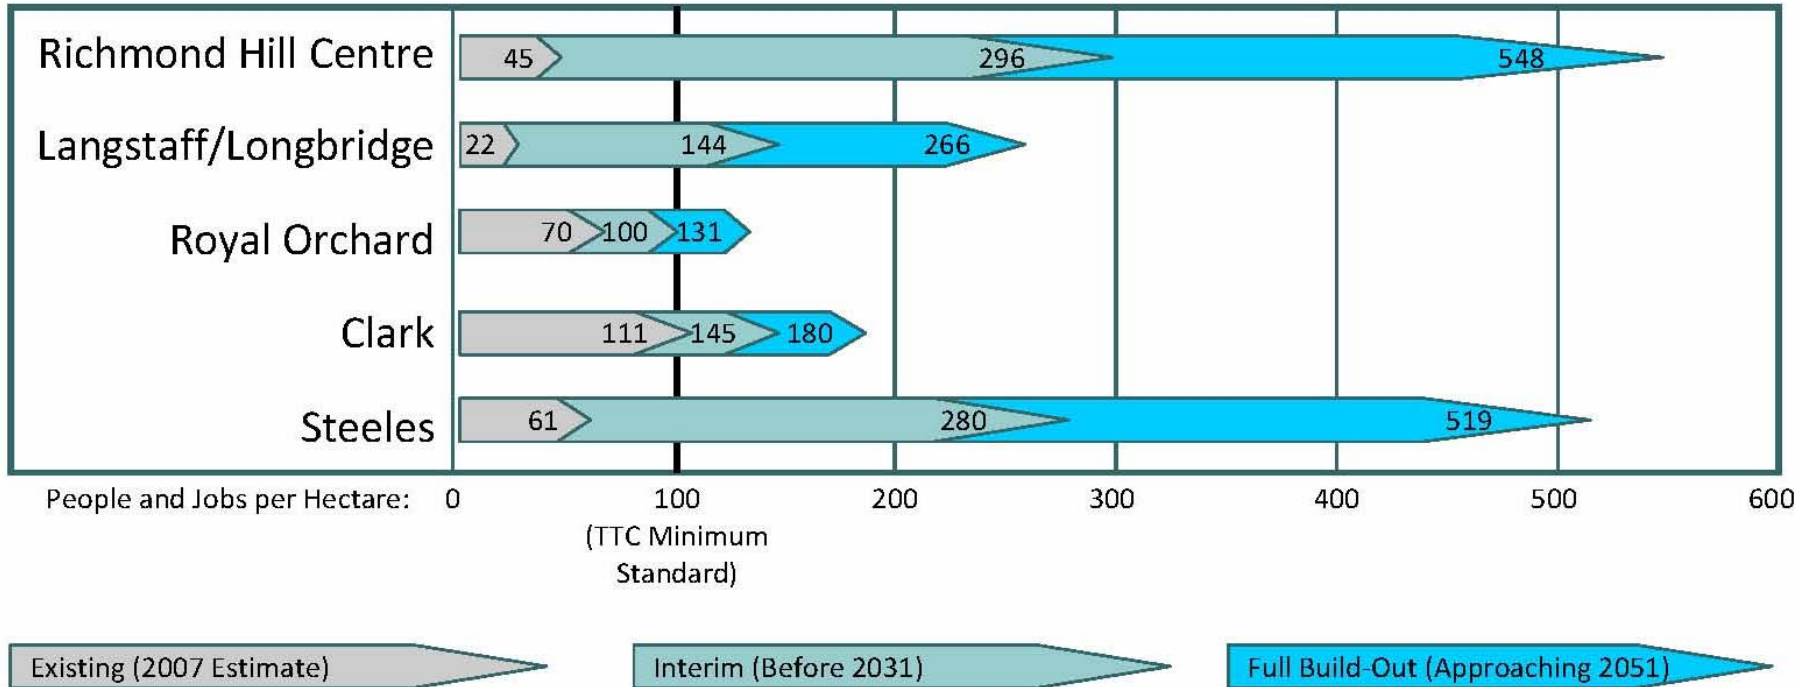 Richmond Hill Centre 45 296 548
Langstaff/Longbridge 22 144 266
Royal Orchard 70 100 131
Clark 111 145 180
Steeles 61 280 519
People and Jobs per Hectare: 0 100 200 300 400 500 600
(TTC Minimum
Standard)
Existing (2007 Estimate) Interim (Before 2031) Full Build-Out (Approaching 2051)